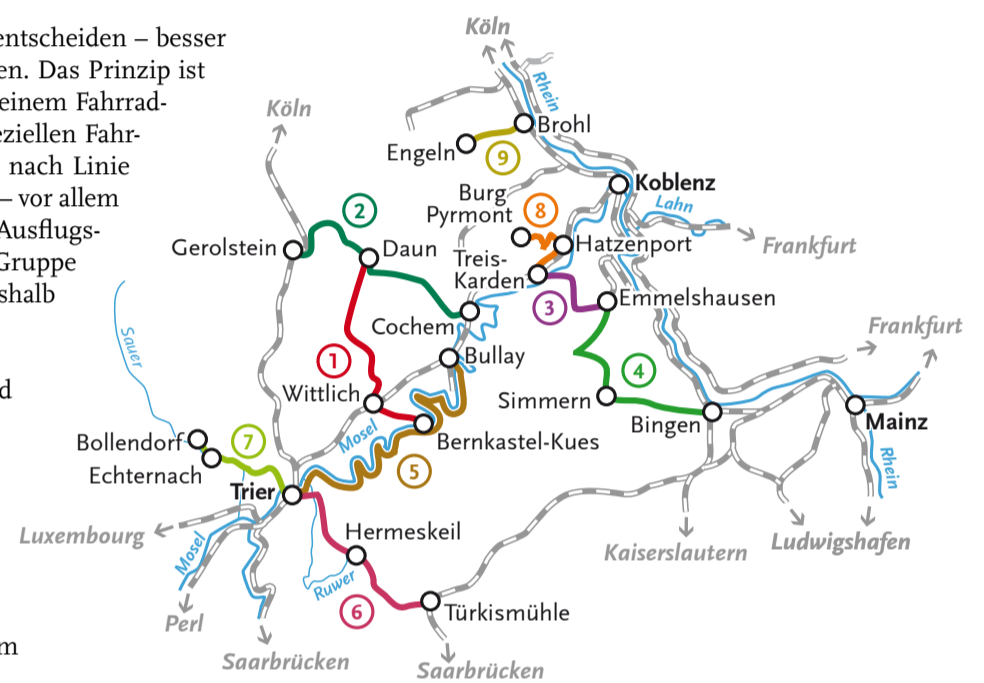 entscheiden – besser
en. Das Prinzip ist
einem Fahrrad-
eziellen Fahr-
nach Linie
– vor allem
Ausflugs-
Gruppe
shalb
d
m
Köln
Rhein
Köln
Brohl
Engeln
9
Koblenz
Burg
Pyrmont
8
Lahn
2
Frankfurt
Gerolstein
Daun
Hatzenport
Treis-
Karden
3
Emmelshausen
Cochem
Sauer
Frankfurt
1
Bullay
4
Wittlich
Simmern
Bingen
Mainz
Mosel
Bernkastel-Kues
Bollendorf
7
Echternach
5
Rhein
Trier
Luxembourg
Mosel
Hermeskeil
Kaiserslautern
Ludwigshafen
Ruwer
6
Türkismühle
Perl
Saarbrücken
Saarbrücken